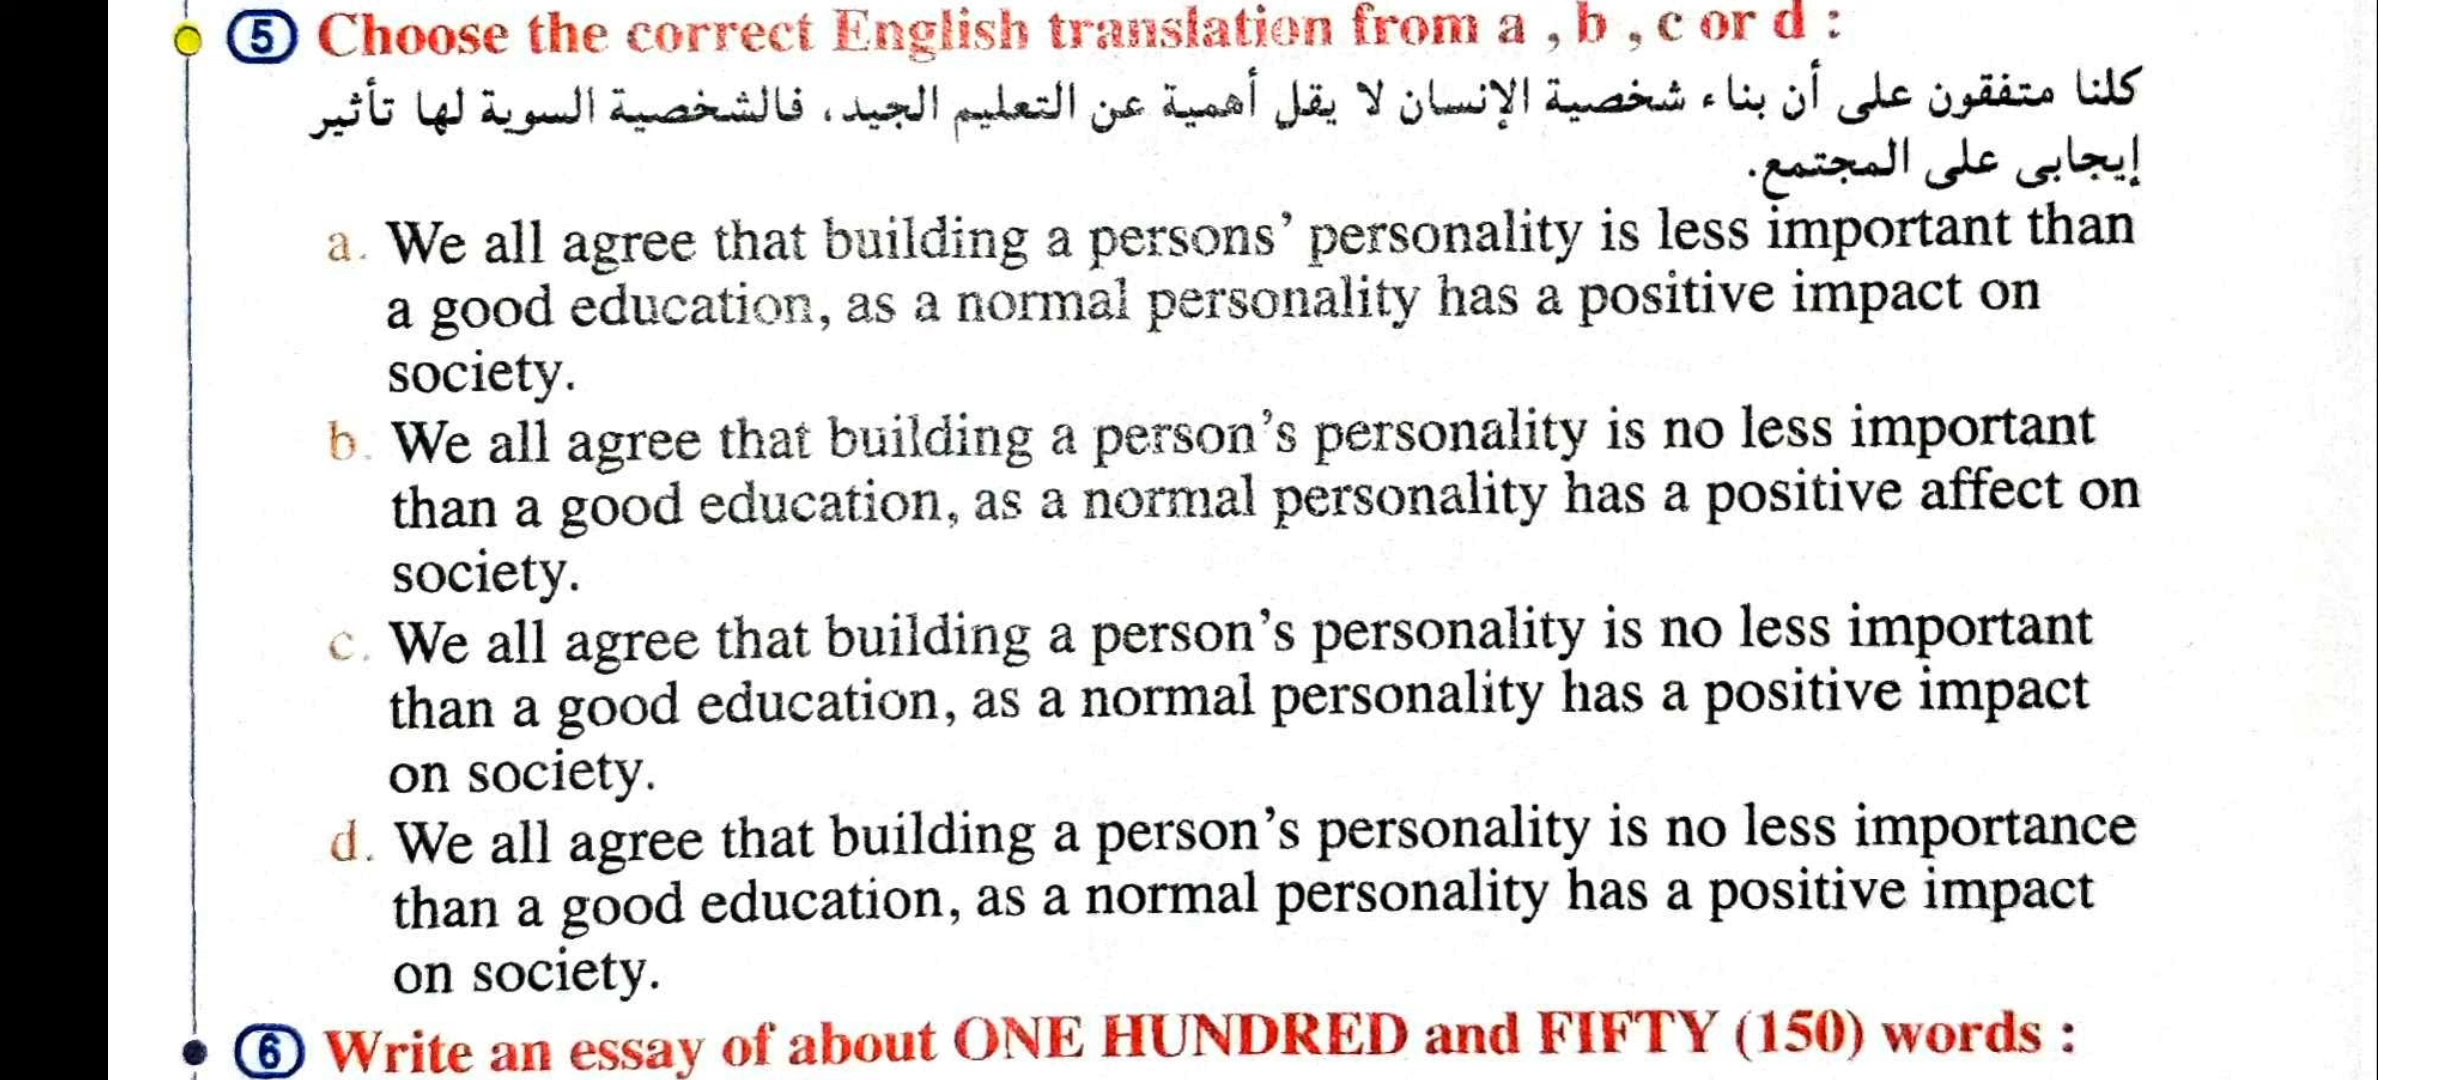 5 Choose the correct English translation from a , b , c or d :
كلنا متفقون على أن بناء شخصية الإنسان لا يقل أهمية عن التعليم الجيد، فالشخصية السوية لها تأثير
إيجابى على المجتمع.
a. We all agree that building a persons’ personality is less important than
a good education, as a normal personality has a positive impact on
society.
b. We all agree that building a person’s personality is no less important
than a good education, as a normal personality has a positive affect on
society.
c. We all agree that building a person’s personality is no less important
than a good education, as a normal personality has a positive impact
on society.
d. We all agree that building a person’s personality is no less importance
than a good education, as a normal personality has a positive impact
on society.
6 Write an essay of about ONE HUNDRED and FIFTY (150) words :